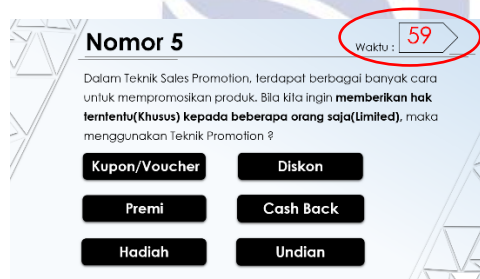 Nomor 5
Waktu : 59
Dalam Teknik Sales Promotion, terdapat berbagai banyak cara
untuk mempromosikan produk. Bila kita ingin memberikan hak
terntentu(Khusus) kepada beberapa orang saja(Limited), maka
menggunakan Teknik Promotion ?
Kupon/Voucher
Diskon
Premi
Cash Back
Hadiah
Undian